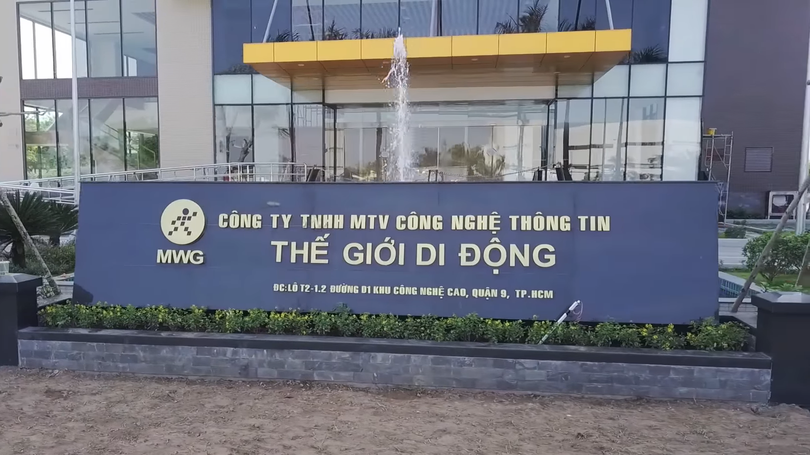 CÔNG TY TNHH MTV CÔNG NGHỆ THÔNG TIN
THẾ GIỚI DI ĐỘNG
MWG
ĐC:LÔ T2-1.2 ĐƯỜNG D1 KHU CÔNG NGHỆ CAO, QUẬN 9, TP.HCM